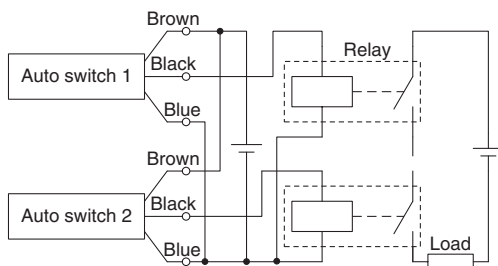 Brown
Auto switch 1
Black
Blue
Relay
Brown
Auto switch 2
Black
Blue
Load